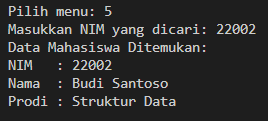 Pilih menu: 5
Masukkan NIM yang dicari: 22002
Data Mahasiswa Ditemukan:
NIM   : 22002
Nama  : Budi Santoso
Prodi : Struktur Data